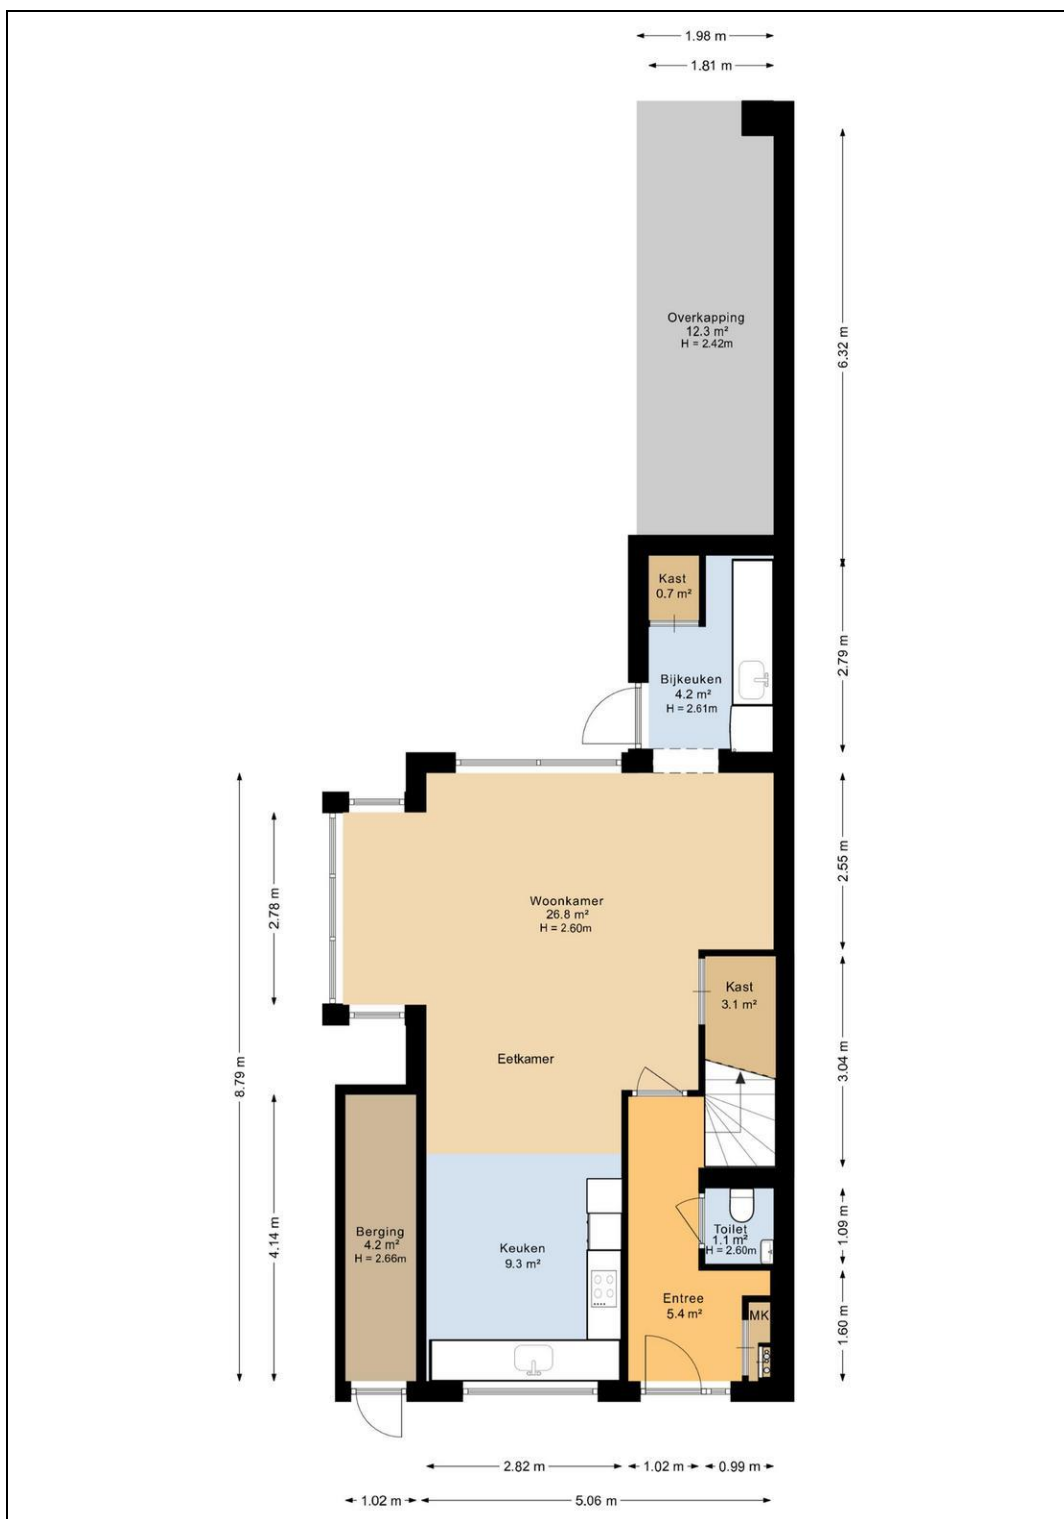 1.98 m
1.81 m
Overkapping
12.3 m²
H = 2.42m
6.32 m
Kast
0.7 m²
Bijkeuken
4.2 m²
H = 2.61m
2.79 m
Woonkamer
26.8 m²
H = 2.60m
2.55 m
2.78 m
Kast
3.1 m²
Eetkamer
3.04 m
8.79 m
Berging
4.2 m²
H = 2.66m
4.14 m
Keuken
9.3 m²
Toilet
1.1 m²
H = 2.60m
1.09 m
Entree
5.4 m²
MK
1.60 m
2.82 m
1.02 m
0.99 m
1.02 m
5.06 m